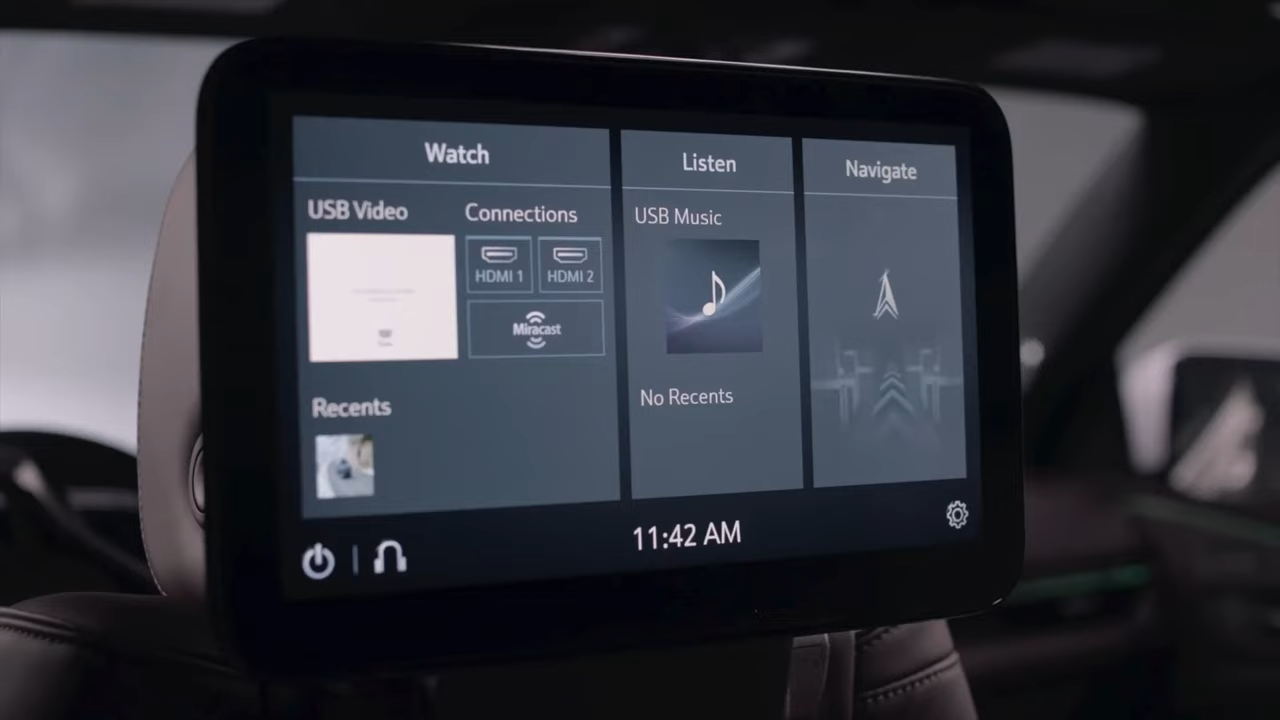 Watch
USB Video
Connections
HDMI 1
HDMI 2
Miracast
Recents
Listen
USB Music
No Recents
Navigate
11:42 AM